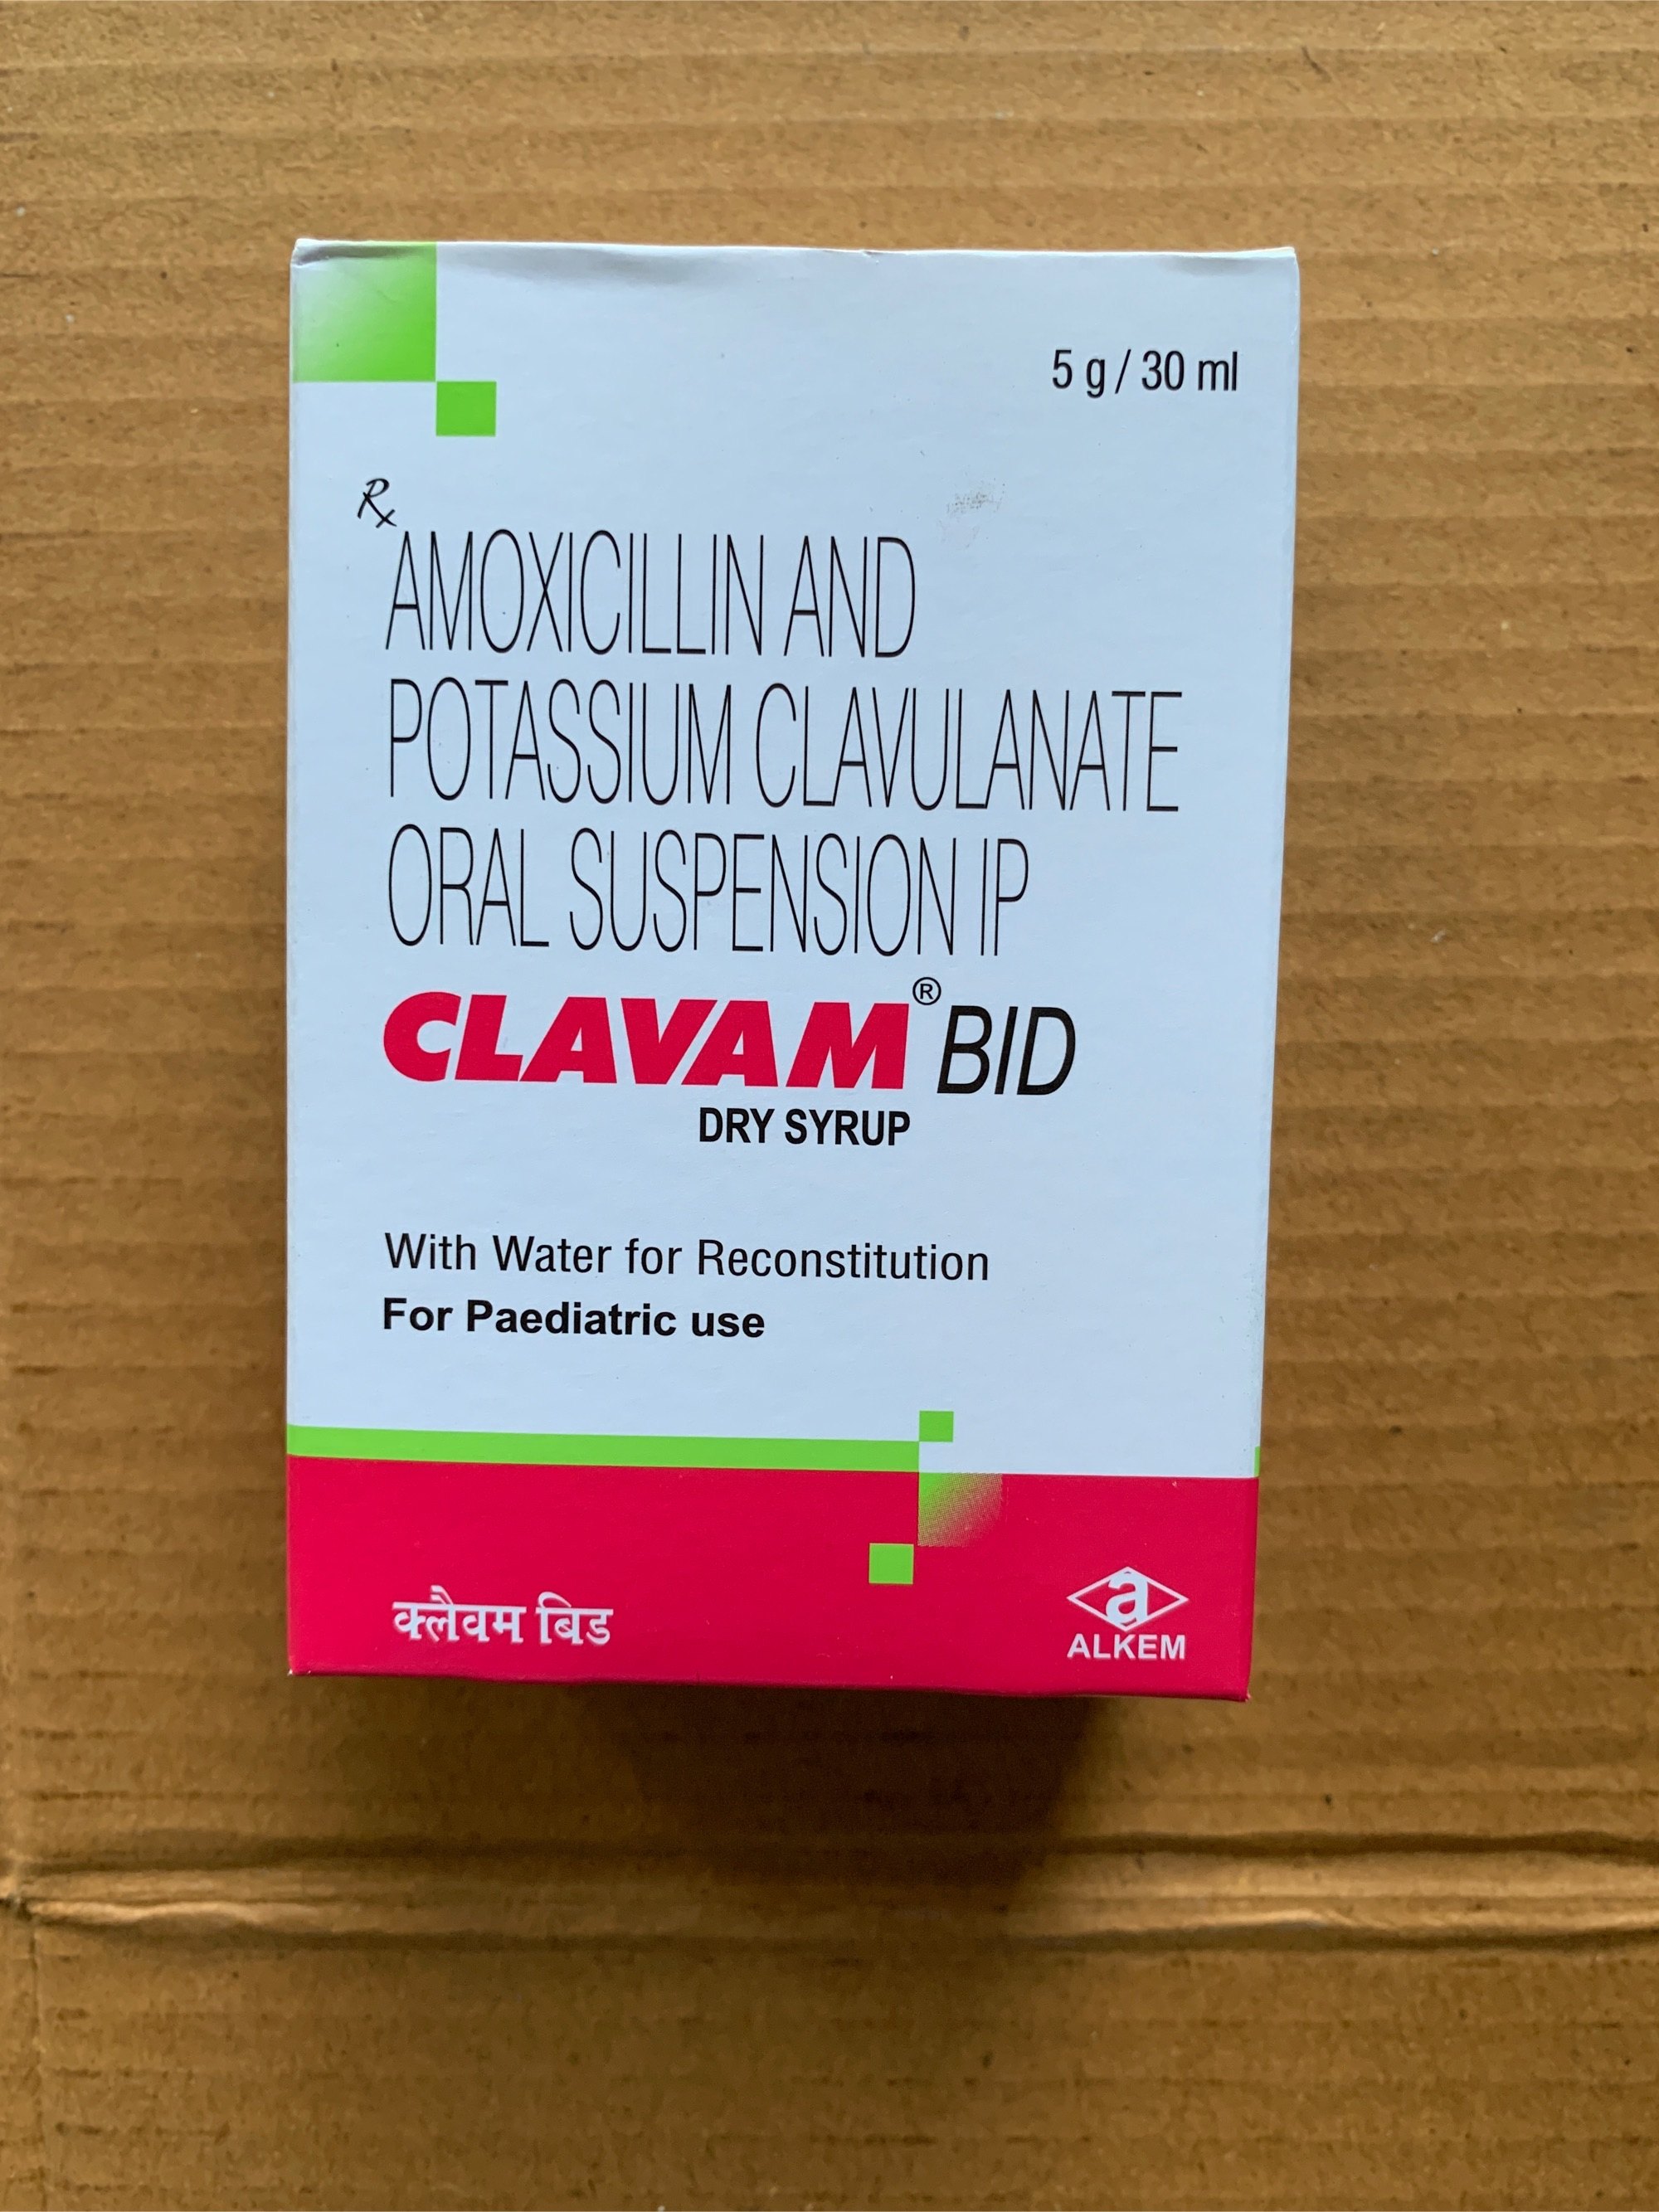 5 g / 30 ml
Rx
AMOXICILLIN AND
POTASSIUM CLAVULANATE
ORAL SUSPENSION IP
CLAVAM® BID
DRY SYRUP
With Water for Reconstitution
For Paediatric use
क्लैवम बिड
a
ALKEM